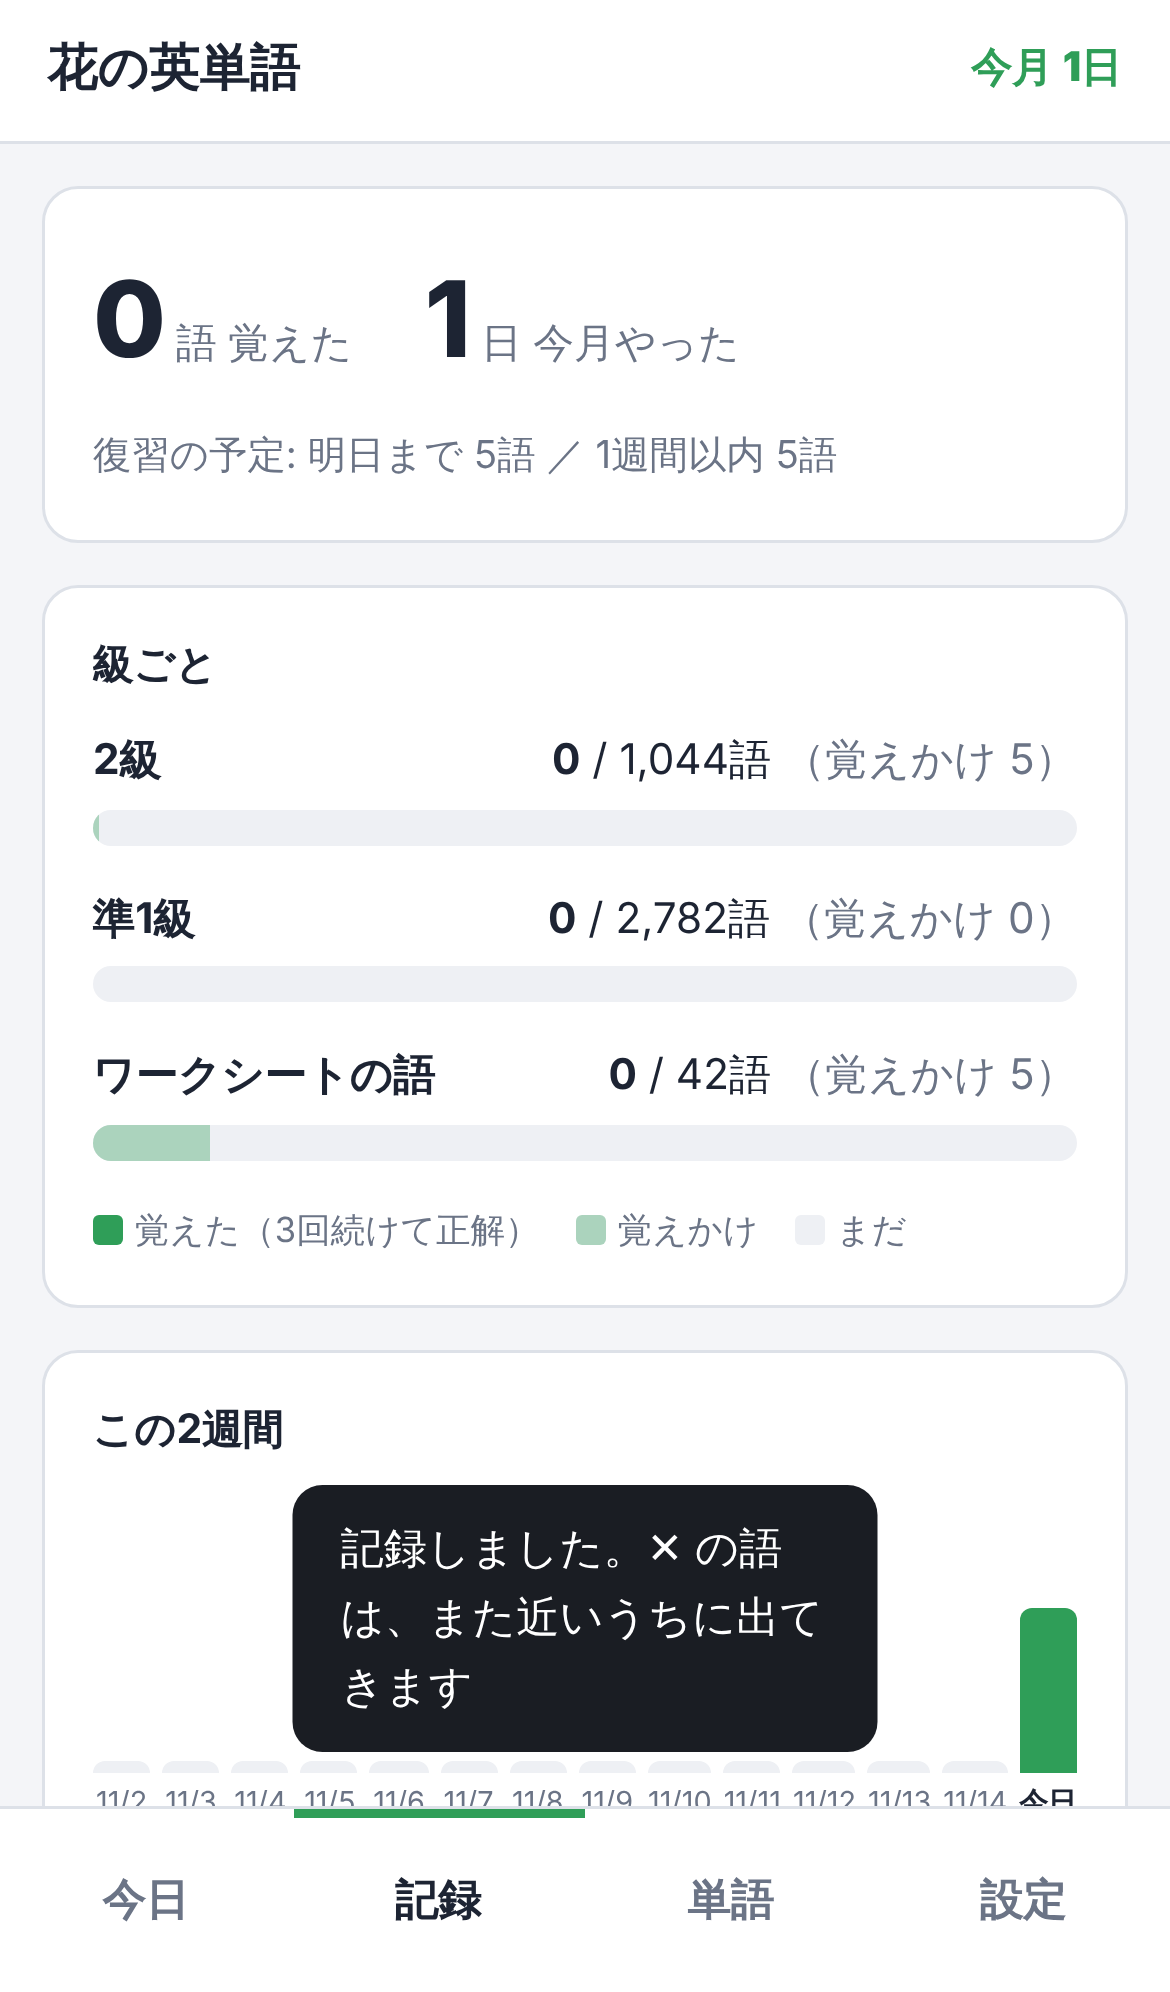 花の英単語
今月 1日
0 語 覚えた 1 日 今月やった
復習の予定: 明日まで 5語 ／ 1週間以内 5語
級ごと
2級 0 / 1,044語 （覚えかけ 5）
準1級 0 / 2,782語 （覚えかけ 0）
ワークシートの語 0 / 42語 （覚えかけ 5）
覚えた（3回続けて正解） 覚えかけ まだ
この2週間
記録しました。✕ の語
は、また近いうちに出て
きます
11/2 11/3 11/4 11/5 11/6 11/7 11/8 11/9 11/10 11/11 11/12 11/13 11/14 今日
今日 記録 単語 設定